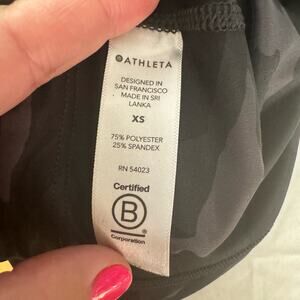 ATHLETA
DESIGNED IN
SAN FRANCISCO
MADE IN SRI
LANKA
XS
75% POLYESTER
25% SPANDEX
RN 54023
Certified
B
Corporation